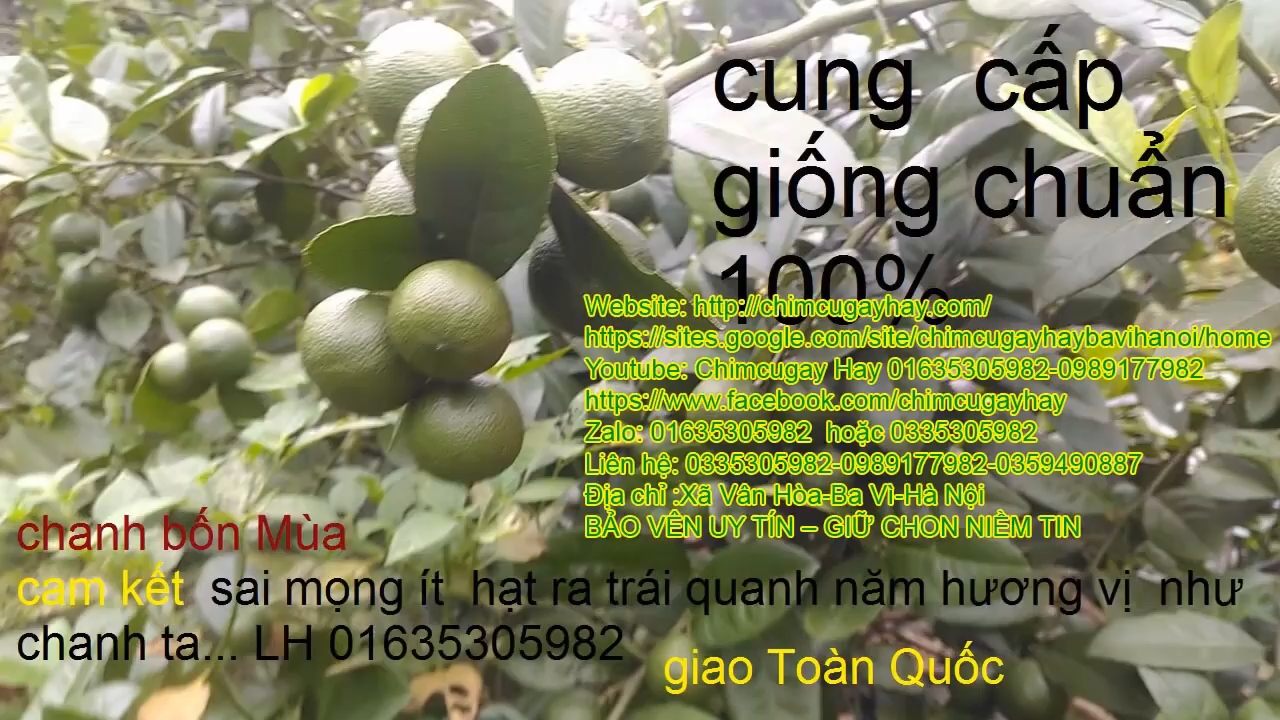 cung cấp
giống chuẩn
100%
Website: http://chimcugayhay.com/
https://sites.google.com/site/chimcugayhaybavihanoi/home
Youtube: Chimcugay Hay 01635305982-0989177982
https://www.facebook.com/chimcugayhay
Zalo: 01635305982 hoặc 0335305982
Liên hệ: 0335305982-0989177982-0359490887
Địa chỉ :Xã Vân Hòa-Ba Vì-Hà Nội
BẢO VÊN UY TÍN – GIỮ CHON NIÈM TIN
chanh bốn Mùa
cam kết sai mọng ít hạt ra trái quanh năm hương vị như
chanh ta... LH 01635305982
giao Toàn Quốc